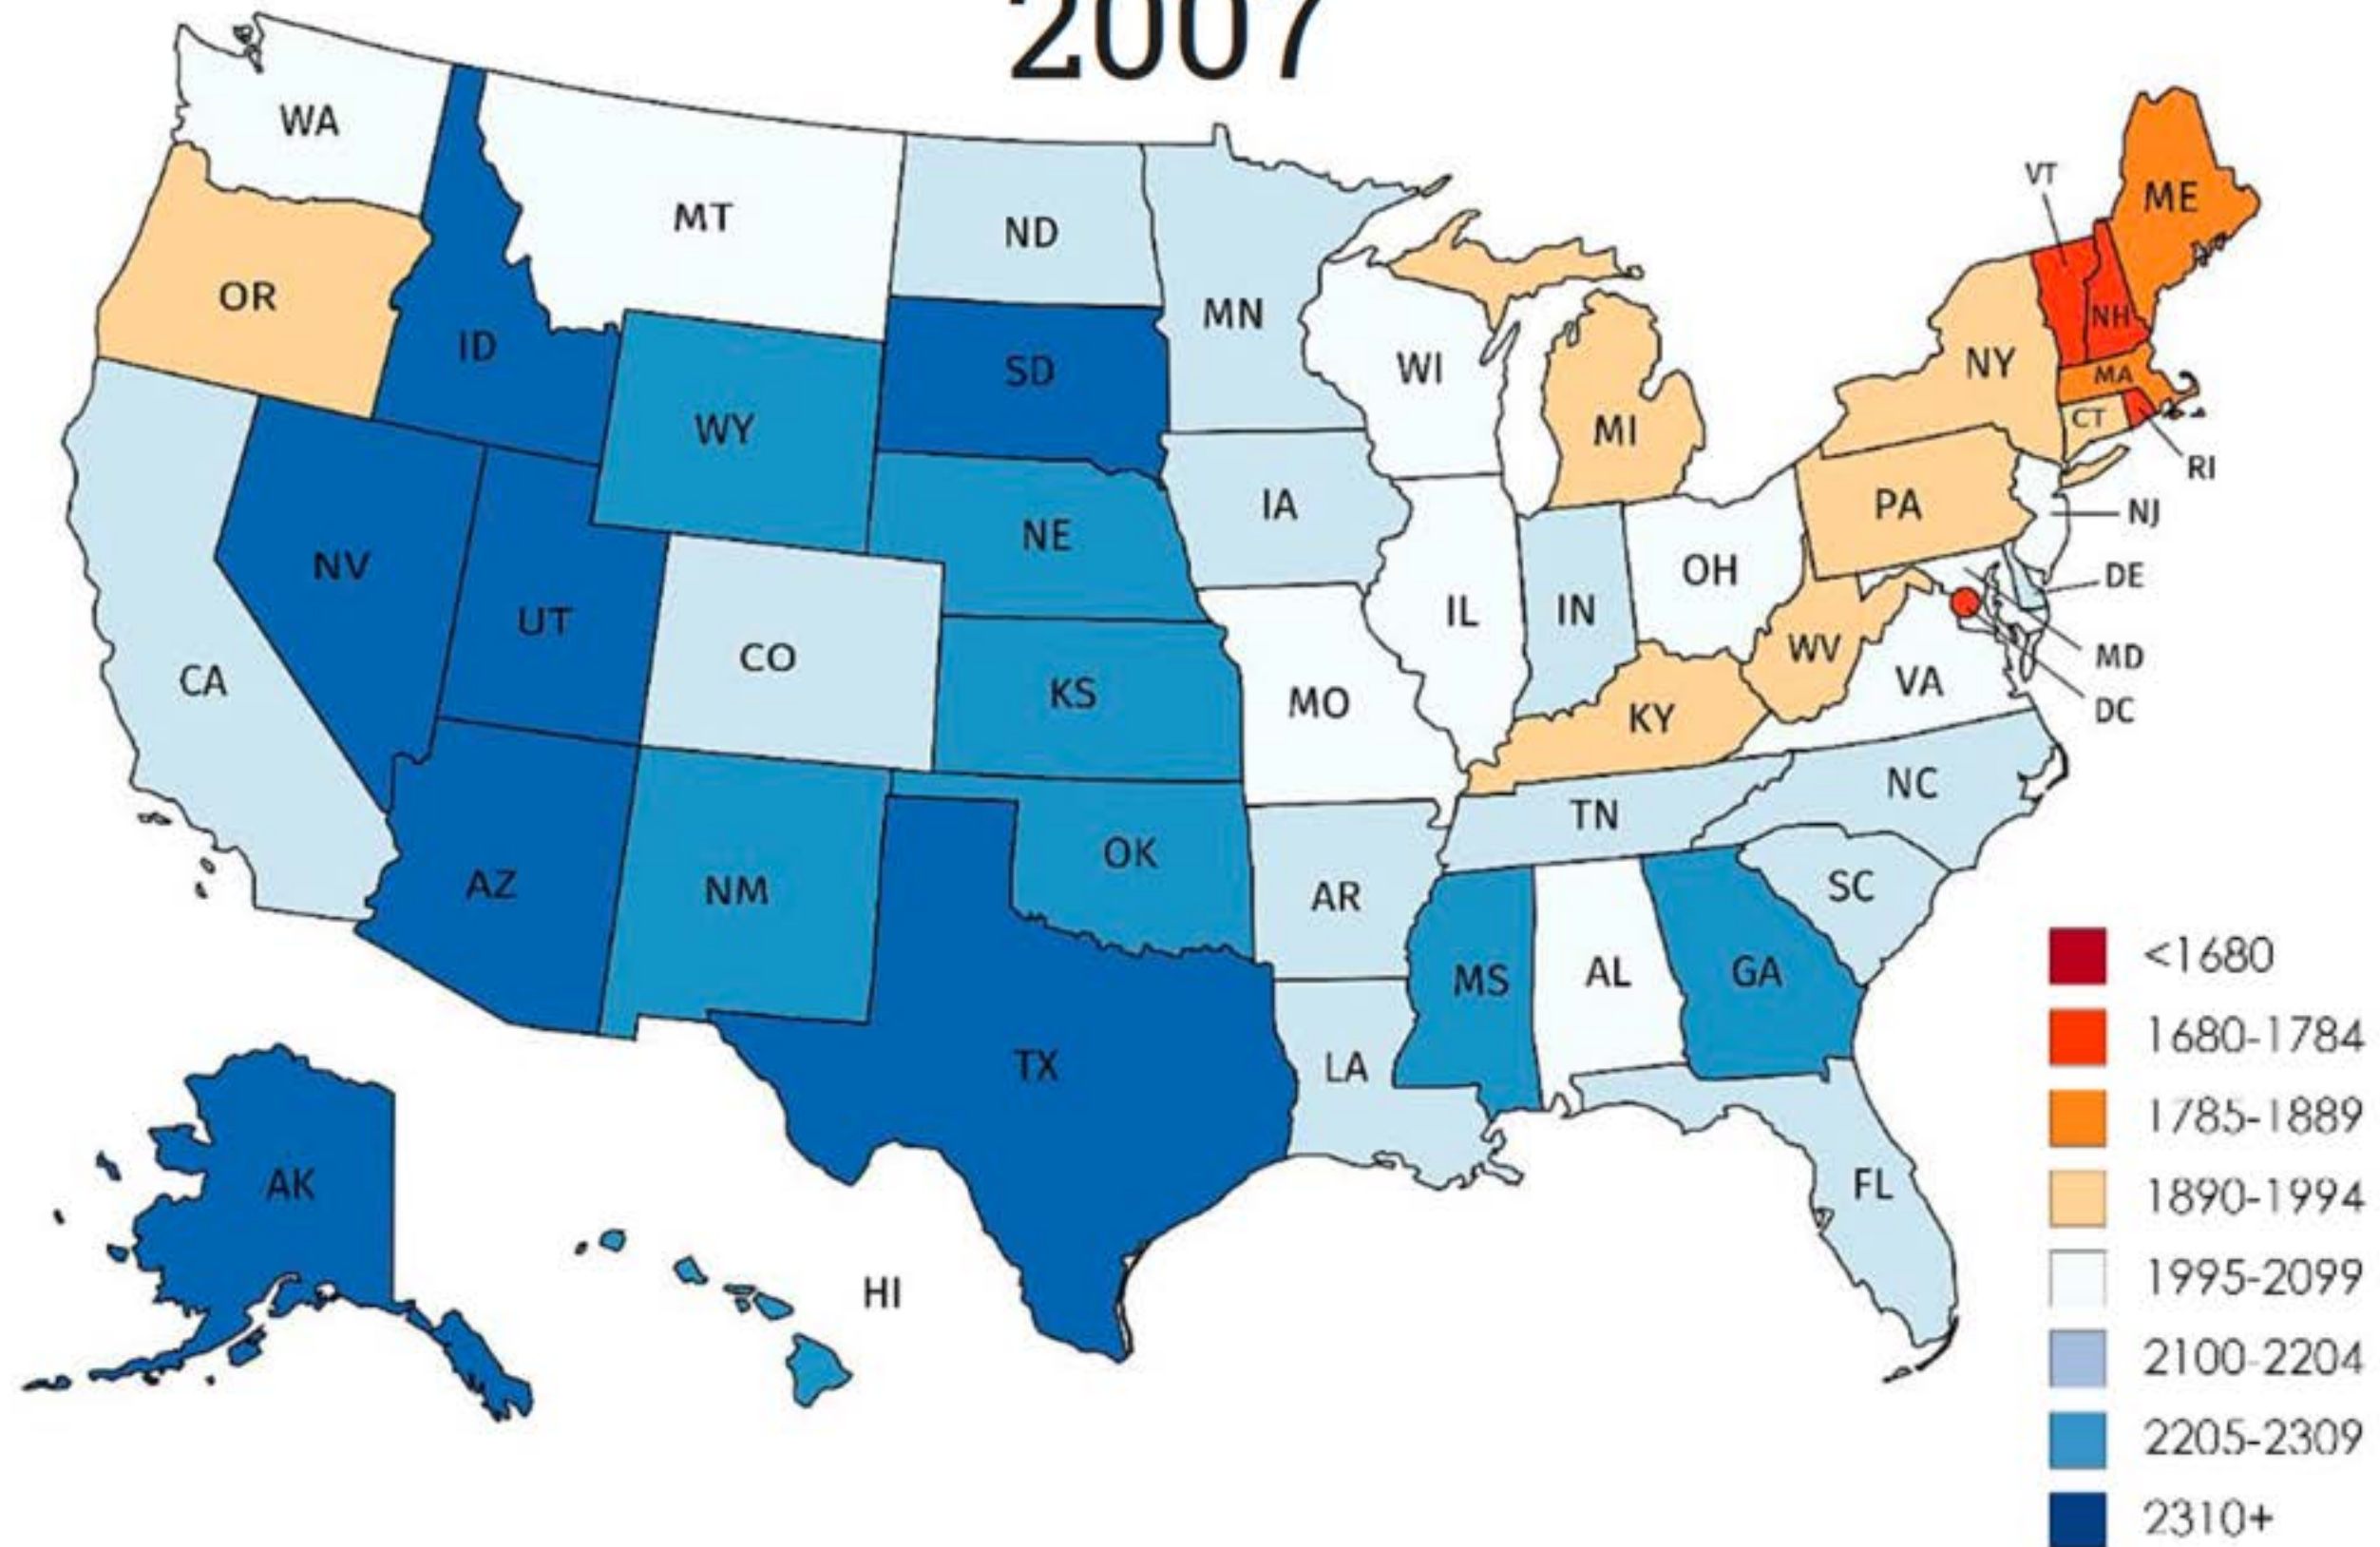 2007
WA
MT
ND
MN
VT
ME
OR
ID
SD
WI
NH
WY
MI
NY
MA
CT
RI
NV
NE
IA
PA
NJ
UT
CO
IL
IN
OH
DE
CA
KS
MO
WV
VA
MD
KY
DC
AZ
NM
OK
TN
NC
AR
SC
MS
AL
GA
TX
LA
AK
HI
FL
<1680
1680-1784
1785-1889
1890-1994
1995-2099
2100-2204
2205-2309
2310+